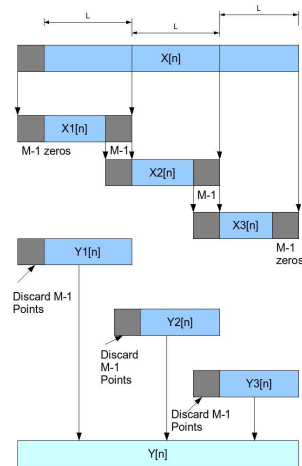 L
L
L
X[n]
X1[n]
M-1 zeros
M-1
X2[n]
M-1
X3[n]
M-1
zeros
Y1[n]
Discard M-1
Points
Y2[n]
Discard
M-1
Points
Y3[n]
Discard M-1
Points
Y[n]